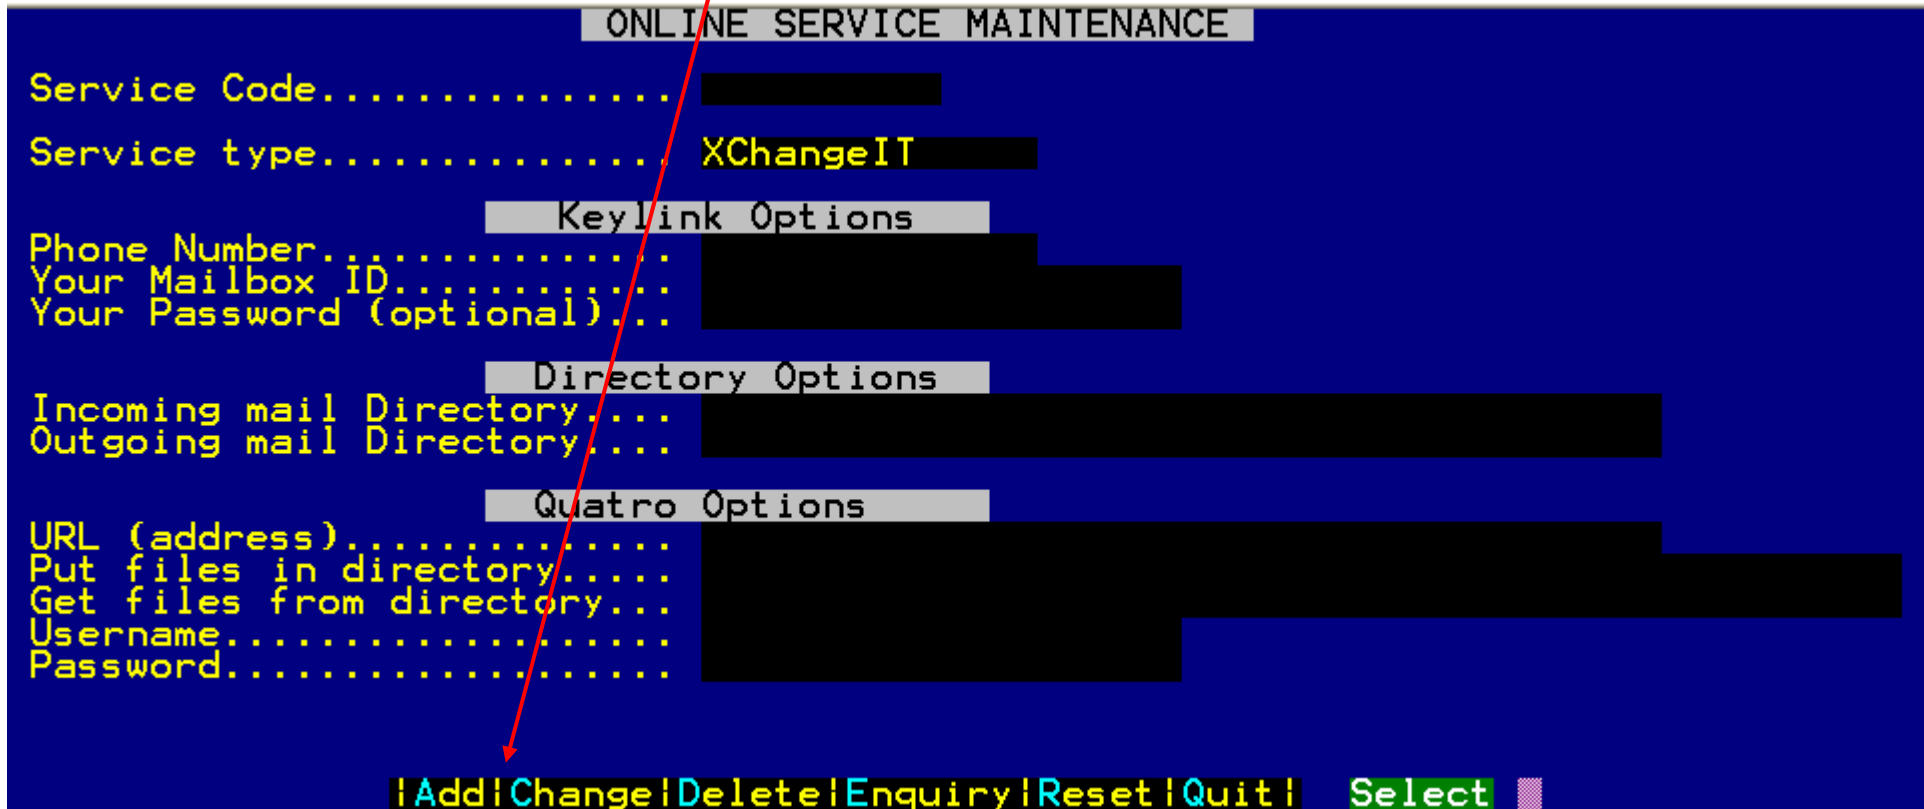 ONLINE SERVICE MAINTENANCE
Service Code...............
Service type............... XChangeIT
Keylink Options
Phone Number...............
Your Mailbox ID............
Your Password (optional)...
Directory Options
Incoming mail Directory....
Outgoing mail Directory....
Quatro Options
URL (address)..............
Put files in directory.....
Get files from directory...
Username...................
Password...................
|Add|Change|Delete|Enquiry|Reset|Quit| Select